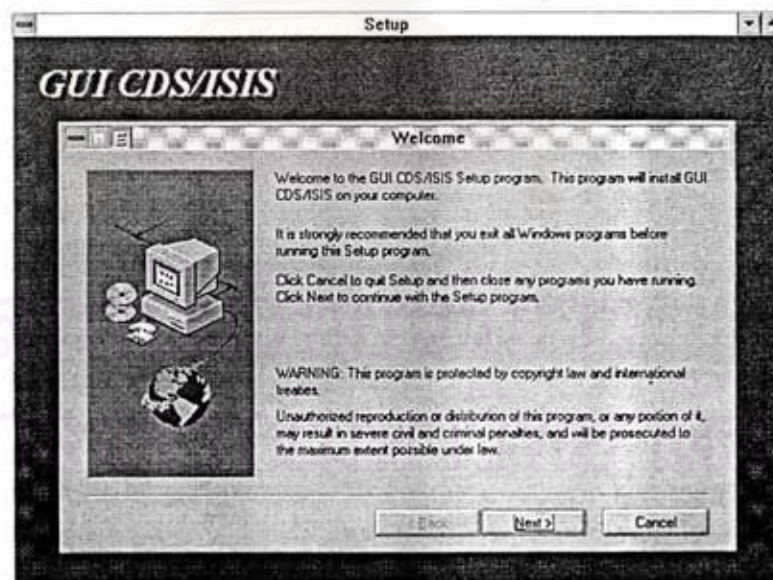 Setup
GUI CDS/ISIS
Welcome
Welcome to the GUI CDS/ISIS Setup program. This program will install GUI
CDS/ISIS on your computer.
It is strongly recommended that you exit all Windows programs before
running this Setup program.
Click Cancel to quit Setup and then close any programs you have running.
Click Next to continue with the Setup program.
WARNING: This program is protected by copyright law and international
treaties.
Unauthorized reproduction or distribution of this program, or any portion of it,
may result in severe civil and criminal penalties, and will be prosecuted to
the maximum extent possible under law.
< Back
Next >
Cancel